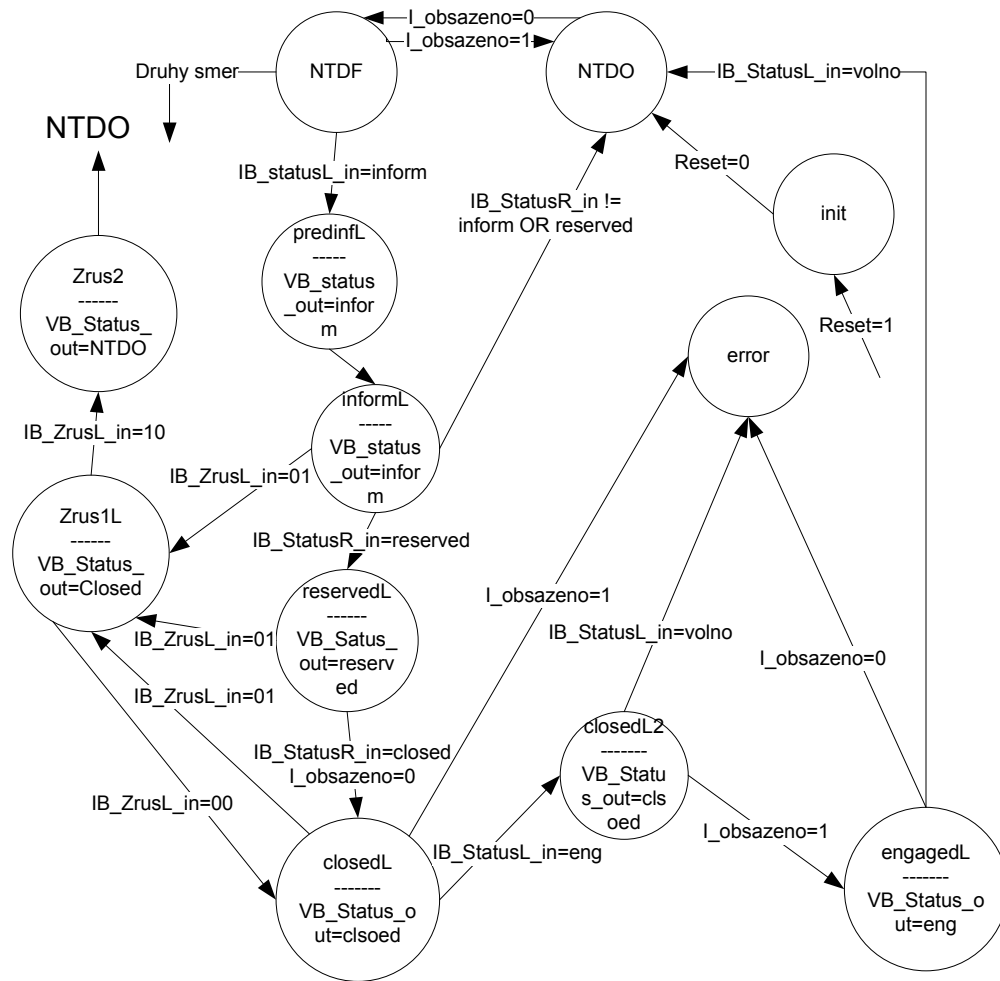 I_obsazeno=0
I_obsazeno=1
NTDF
NTDO
Druhy smer
IB_StatusL_in=volno
NTDO
Reset=0
IB_statusL_in=inform
IB_StatusR_in !=
inform OR reserved
init
predinfL
-----
VB_status
_out=infor
m
Zrus2
------
VB_Status_
out=NTDO
Reset=1
error
informL
-----
VB_status
_out=infor
m
IB_ZrusL_in=10
IB_ZrusL_in=01
Zrus1L
------
VB_Status_
out=Closed
IB_StatusR_in=reserved
reservedL
------
VB_Satus_
out=reserv
ed
I_obsazeno=1
IB_ZrusL_in=01
IB_StatusL_in=volno
I_obsazeno=0
IB_ZrusL_in=01
IB_StatusR_in=closed
I_obsazeno=0
closedL2
-------
VB_Statu
s_out=cls
oed
IB_ZrusL_in=00
I_obsazeno=1
IB_StatusL_in=eng
closedL
-------
VB_Status_o
ut=clsoed
engagedL
-------
VB_Status_o
ut=eng